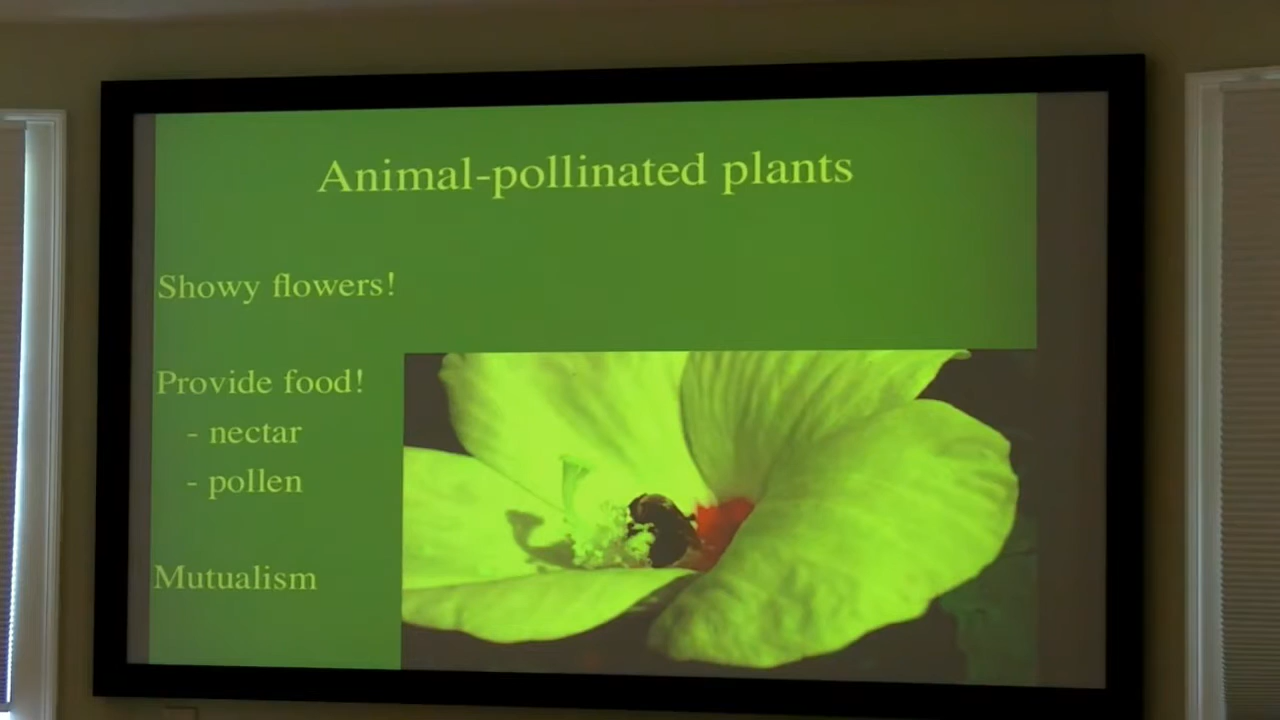 Animal-pollinated plants
Showy flowers!
Provide food!
- nectar
- pollen
Mutualism